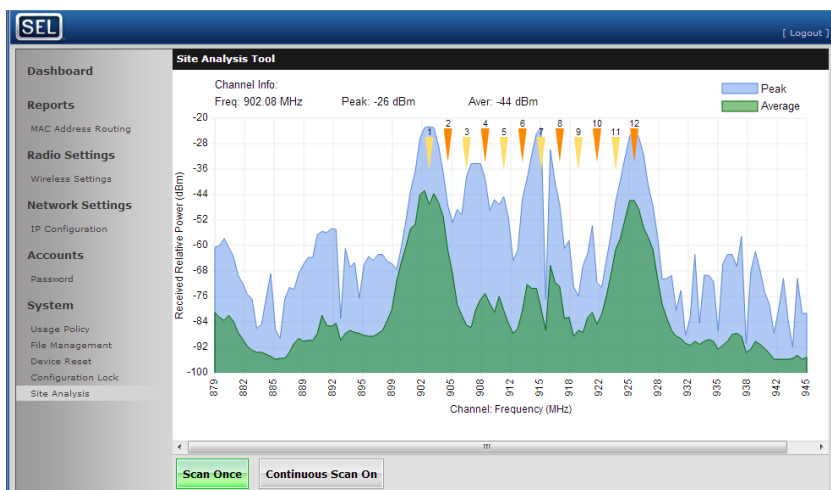 SEL
[ Logout ]
Dashboard
Reports
MAC Address Routing
Radio Settings
Wireless Settings
Network Settings
IP Configuration
Accounts
Password
System
Usage Policy
File Management
Device Reset
Configuration Lock
Site Analysis
Site Analysis Tool
Channel Info:
Freq: 902.08 MHz Peak: -26 dBm Aver: -44 dBm
Peak
Average
1 2 3 4 5 6 7 8 9 10 11 12
Received Relative Power (dBm)
-20
-28
-36
-44
-52
-60
-68
-76
-84
-92
-100
879 882 885 889 892 895 899 902 905 908 912 915 918 922 925 928 932 935 938 942 945
Channel: Frequency (MHz)
Scan Once Continuous Scan On